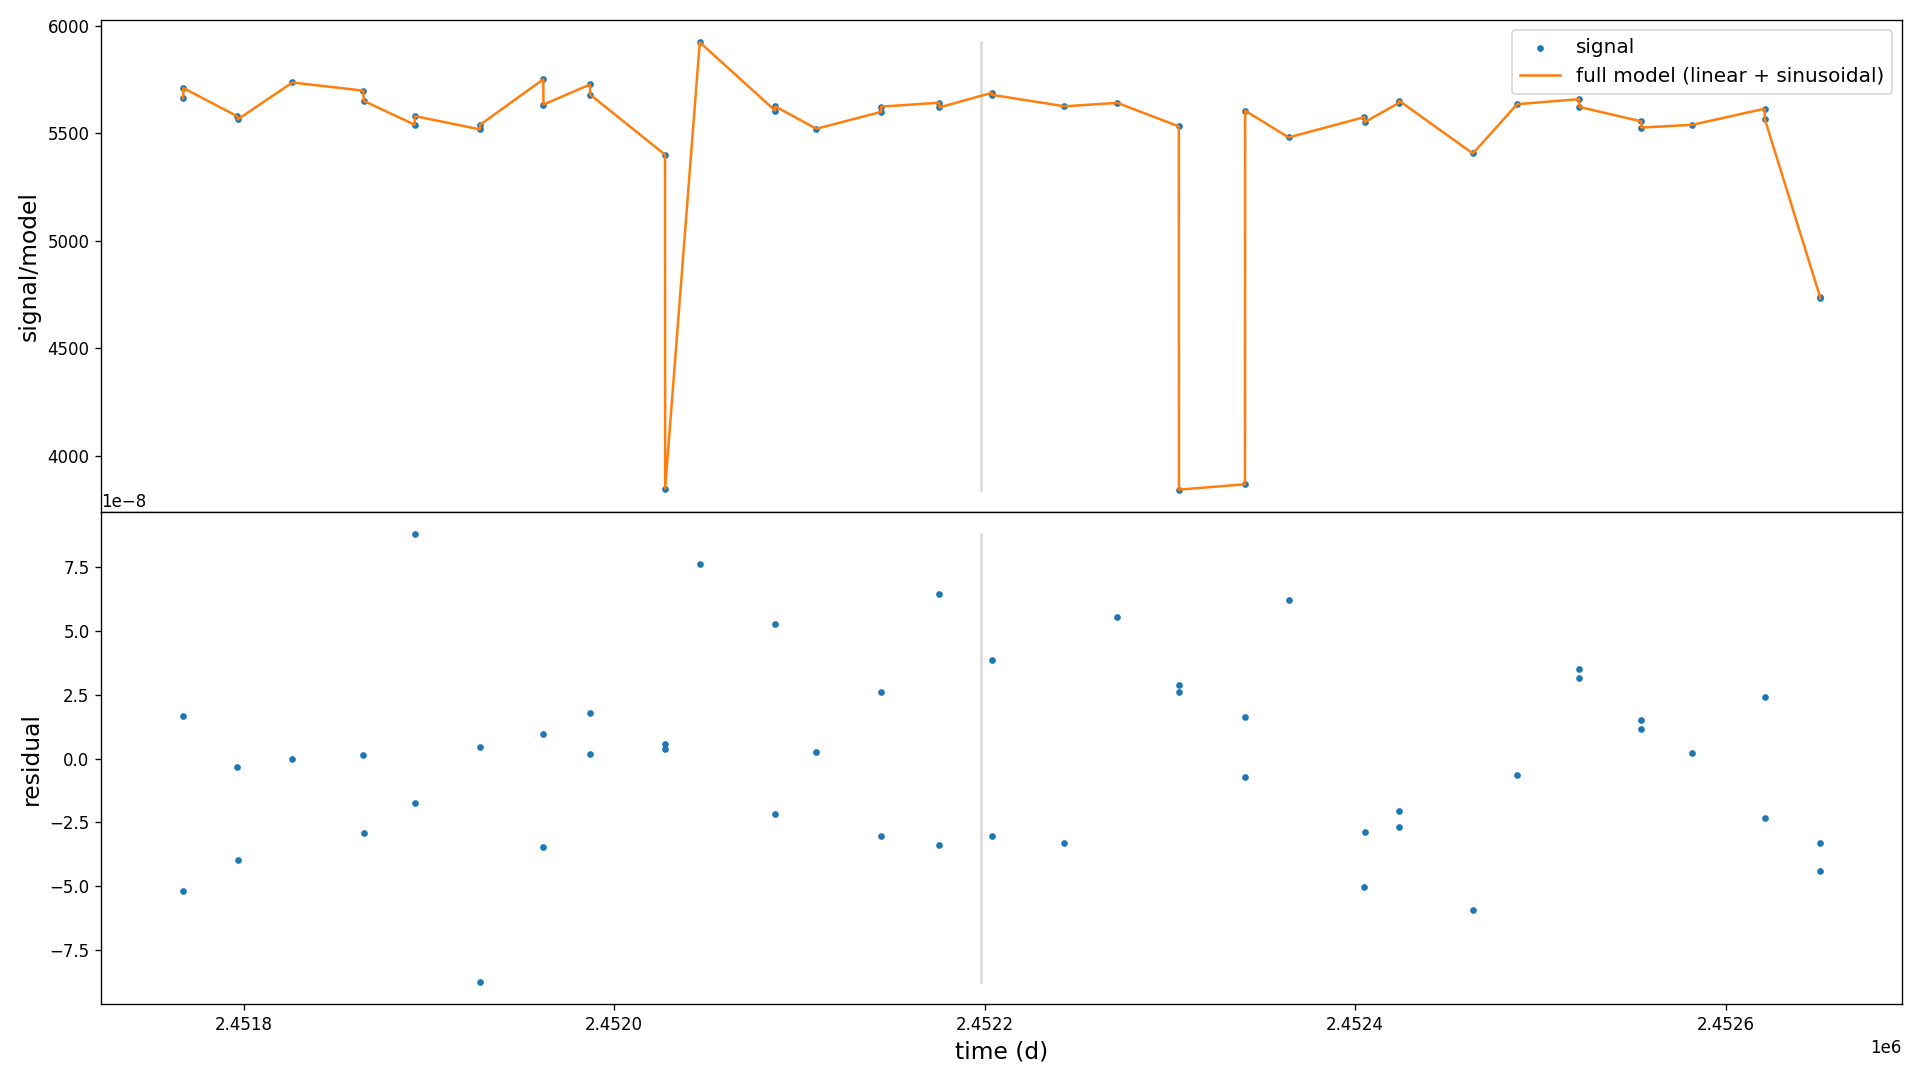 6000
5500
5000
4500
4000
signal/model
signal
full model (linear + sinusoidal)
1e−8
7.5
5.0
2.5
0.0
−2.5
−5.0
−7.5
residual
2.4518
2.4520
2.4522
2.4524
2.4526
1e6
time (d)